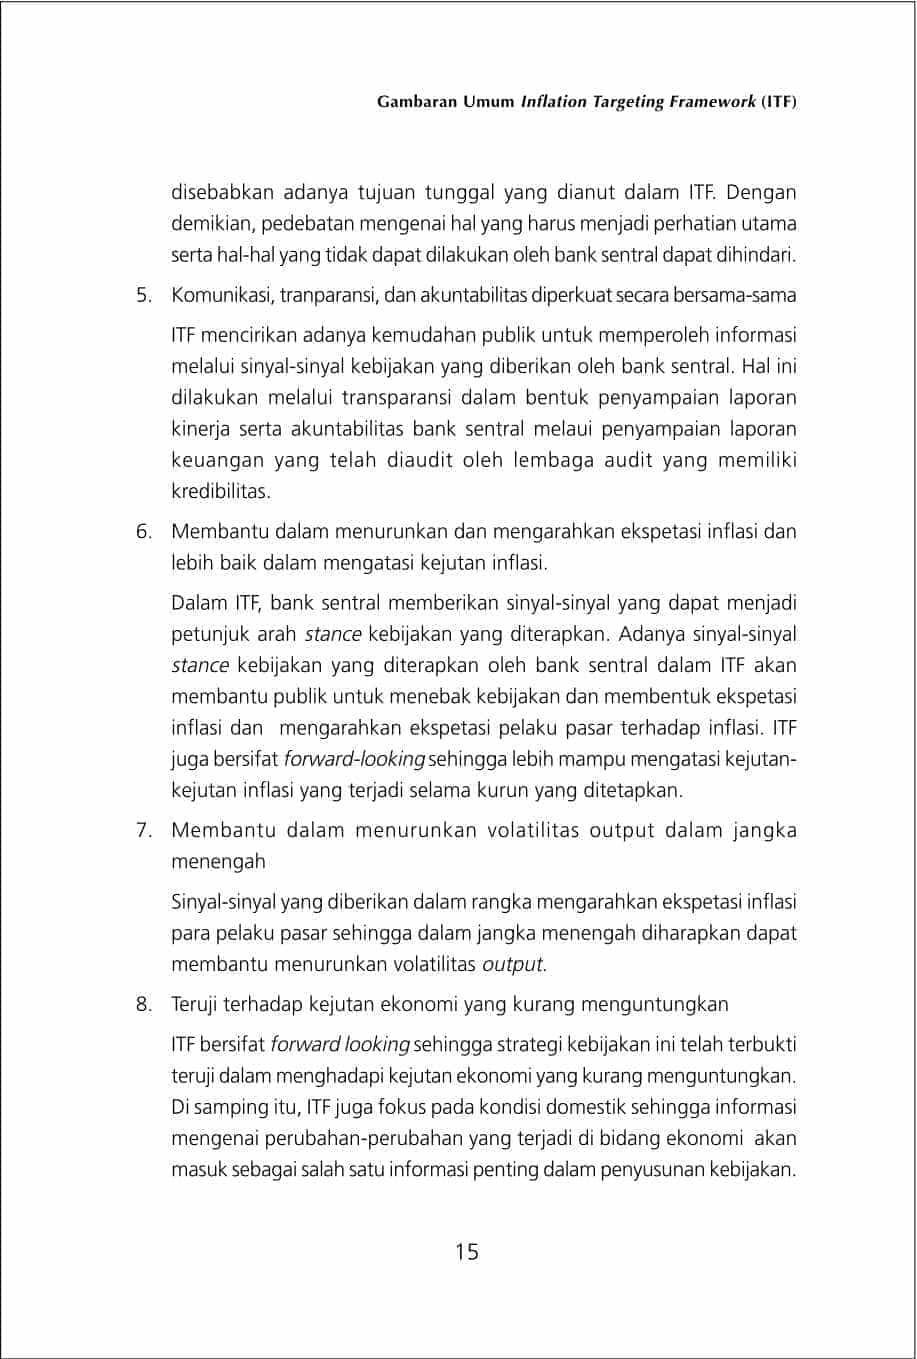 Gambaran Umum Inflation Targeting Framework (ITF)
disebabkan adanya tujuan tunggal yang dianut dalam ITF. Dengan
demikian, pedebatan mengenai hal yang harus menjadi perhatian utama
serta hal-hal yang tidak dapat dilakukan oleh bank sentral dapat dihindari.
5. Komunikasi, tranparansi, dan akuntabilitas diperkuat secara bersama-sama
ITF mencirikan adanya kemudahan publik untuk memperoleh informasi
melalui sinyal-sinyal kebijakan yang diberikan oleh bank sentral. Hal ini
dilakukan melalui transparansi dalam bentuk penyampaian laporan
kinerja serta akuntabilitas bank sentral melaui penyampaian laporan
keuangan yang telah diaudit oleh lembaga audit yang memiliki
kredibilitas.
6. Membantu dalam menurunkan dan mengarahkan ekspetasi inflasi dan
lebih baik dalam mengatasi kejutan inflasi.
Dalam ITF, bank sentral memberikan sinyal-sinyal yang dapat menjadi
petunjuk arah stance kebijakan yang diterapkan. Adanya sinyal-sinyal
stance kebijakan yang diterapkan oleh bank sentral dalam ITF akan
membantu publik untuk menebak kebijakan dan membentuk ekspetasi
inflasi dan mengarahkan ekspetasi pelaku pasar terhadap inflasi. ITF
juga bersifat forward-looking sehingga lebih mampu mengatasi kejutan-
kejutan inflasi yang terjadi selama kurun yang ditetapkan.
7. Membantu dalam menurunkan volatilitas output dalam jangka
menengah
Sinyal-sinyal yang diberikan dalam rangka mengarahkan ekspetasi inflasi
para pelaku pasar sehingga dalam jangka menengah diharapkan dapat
membantu menurunkan volatilitas output.
8. Teruji terhadap kejutan ekonomi yang kurang menguntungkan
ITF bersifat forward looking sehingga strategi kebijakan ini telah terbukti
teruji dalam menghadapi kejutan ekonomi yang kurang menguntungkan.
Di samping itu, ITF juga fokus pada kondisi domestik sehingga informasi
mengenai perubahan-perubahan yang terjadi di bidang ekonomi akan
masuk sebagai salah satu informasi penting dalam penyusunan kebijakan.
15